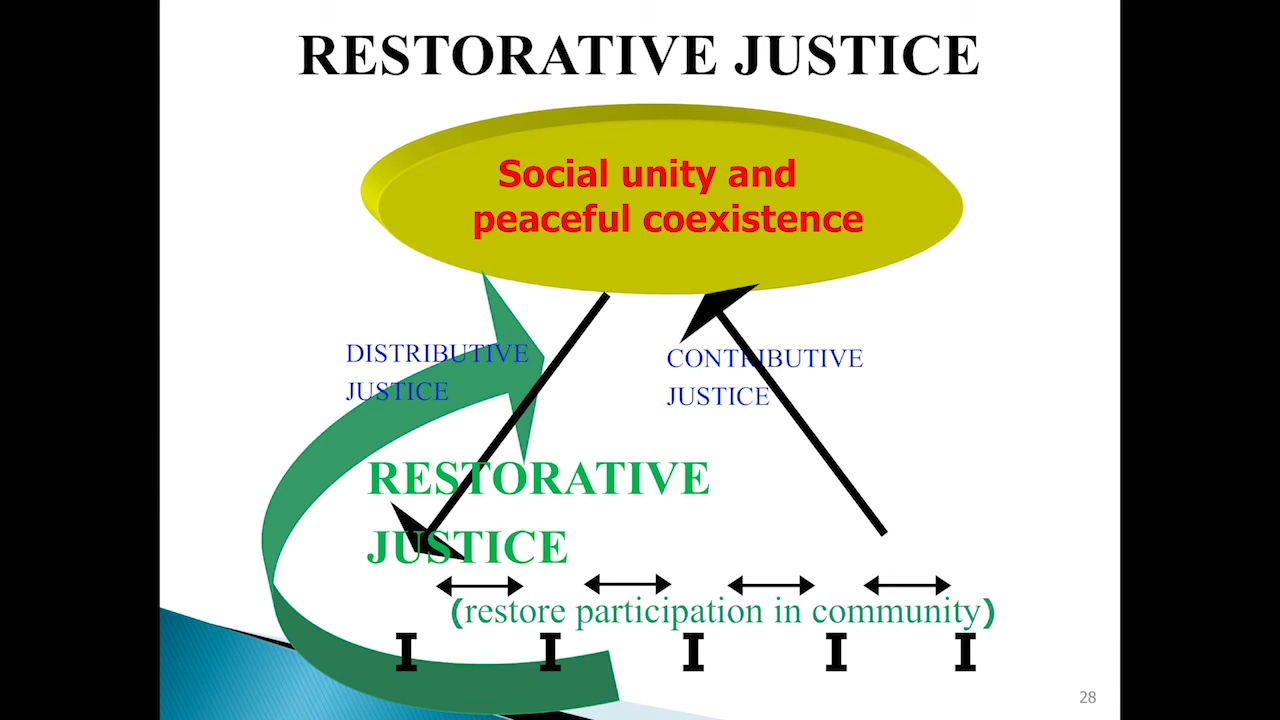 RESTORATIVE JUSTICE
Social unity and
peaceful coexistence
DISTRIBUTIVE
JUSTICE
CONTRIBUTIVE
JUSTICE
RESTORATIVE
JUSTICE
(restore participation in community)
I I I I I
28